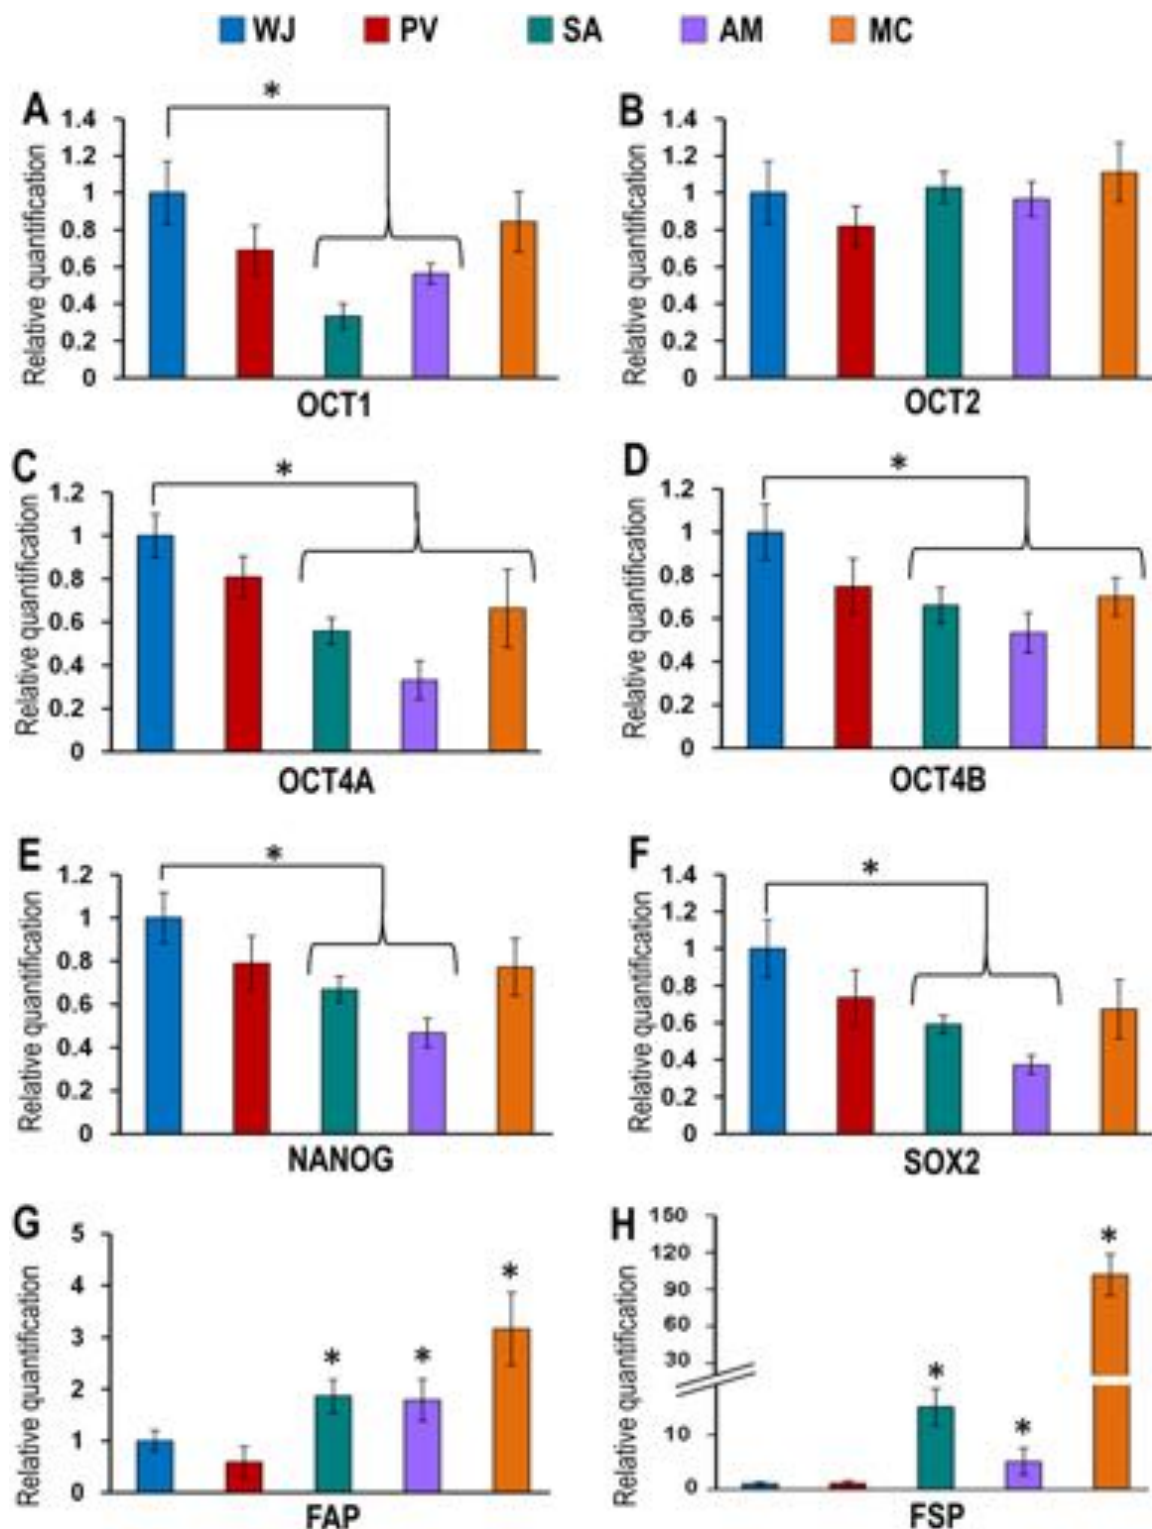 WJ PV SA AM MC
A
*
Relative quantification
1.4
1.2
1
0.8
0.6
0.4
0.2
0
OCT1
B
Relative quantification
1.4
1.2
1
0.8
0.6
0.4
0.2
0
OCT2
C
*
Relative quantification
1.2
1
0.8
0.6
0.4
0.2
0
OCT4A
D
*
Relative quantification
1.2
1
0.8
0.6
0.4
0.2
0
OCT4B
E
*
Relative quantification
1.2
1
0.8
0.6
0.4
0.2
0
NANOG
F
*
Relative quantification
1.4
1.2
1
0.8
0.6
0.4
0.2
0
SOX2
G
Relative quantification
5
4
3
2
1
0
* * *
FAP
H
Relative quantification
150
120
90
60
30
10
0
* * *
FSP